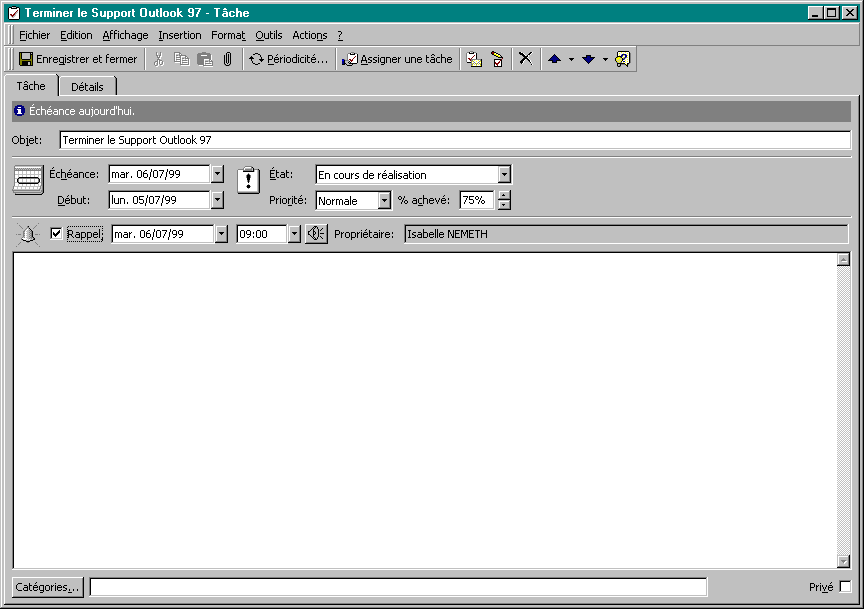 Terminer le Support Outlook 97 - Tâche
Fichier Edition Affichage Insertion Format Outils Actions ?
Enregistrer et fermer Périodicité... Assigner une tâche
Tâche Détails
Échéance aujourd'hui.
Objet: Terminer le Support Outlook 97
Échéance: mar. 06/07/99 État: En cours de réalisation
Début: lun. 05/07/99 Priorité: Normale % achevé: 75%
Rappel mar. 06/07/99 09:00 Propriétaire: Isabelle NEMETH
Catégories... Privé